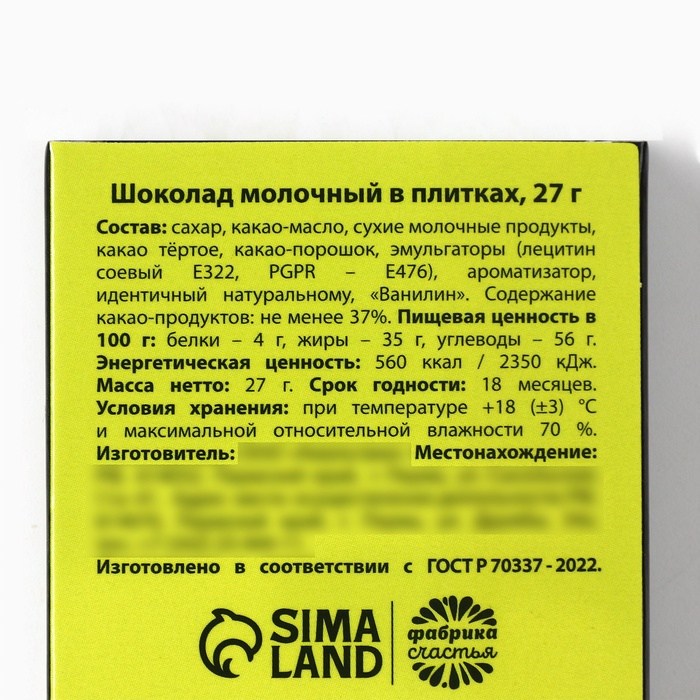 Шоколад молочный в плитках, 27 г
Состав: сахар, какао-масло, сухие молочные продукты,
какао тёртое, какао-порошок, эмульгаторы (лецитин
соевый Е322, PGPR – Е476), ароматизатор,
идентичный натуральному, «Ванилин». Содержание
какао-продуктов: не менее 37%. Пищевая ценность в
100 г: белки – 4 г, жиры – 35 г, углеводы – 56 г.
Энергетическая ценность: 560 ккал / 2350 кДж.
Масса нетто: 27 г. Срок годности: 18 месяцев.
Условия хранения: при температуре +18 (±3) °С
и максимальной относительной влажности 70 %.
Изготовитель: Местонахождение:
Изготовлено в соответствии с ГОСТ Р 70337 - 2022.
SIMA
LAND
фабрика
счастья